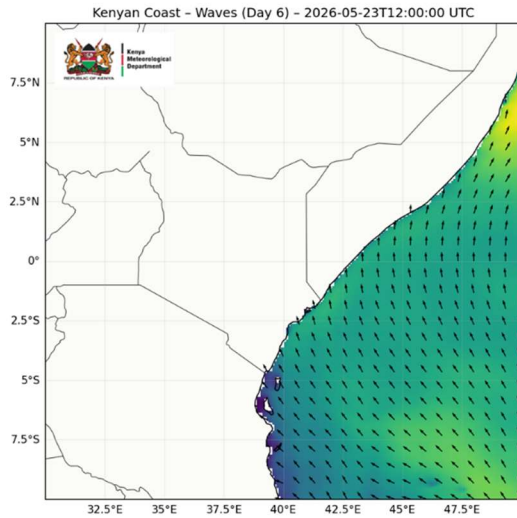 Kenyan Coast – Waves (Day 6) – 2026-05-23T12:00:00 UTC
Kenya
Meteorological
Department
REPUBLIC OF KENYA
7.5°N
5°N
2.5°N
0°
2.5°S
5°S
7.5°S
32.5°E 35°E 37.5°E 40°E 42.5°E 45°E 47.5°E